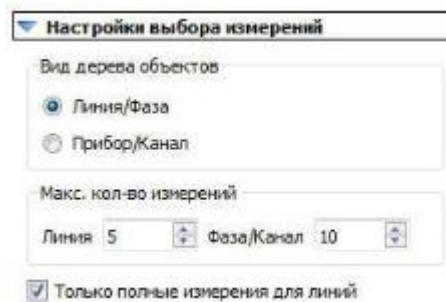 Настройки выбора измерений
Вид дерева объектов
Линия/Фаза
Прибор/Канал
Макс. кол-во измерений
Линия 5 Фаза/Канал 10
Только полные измерения для линий